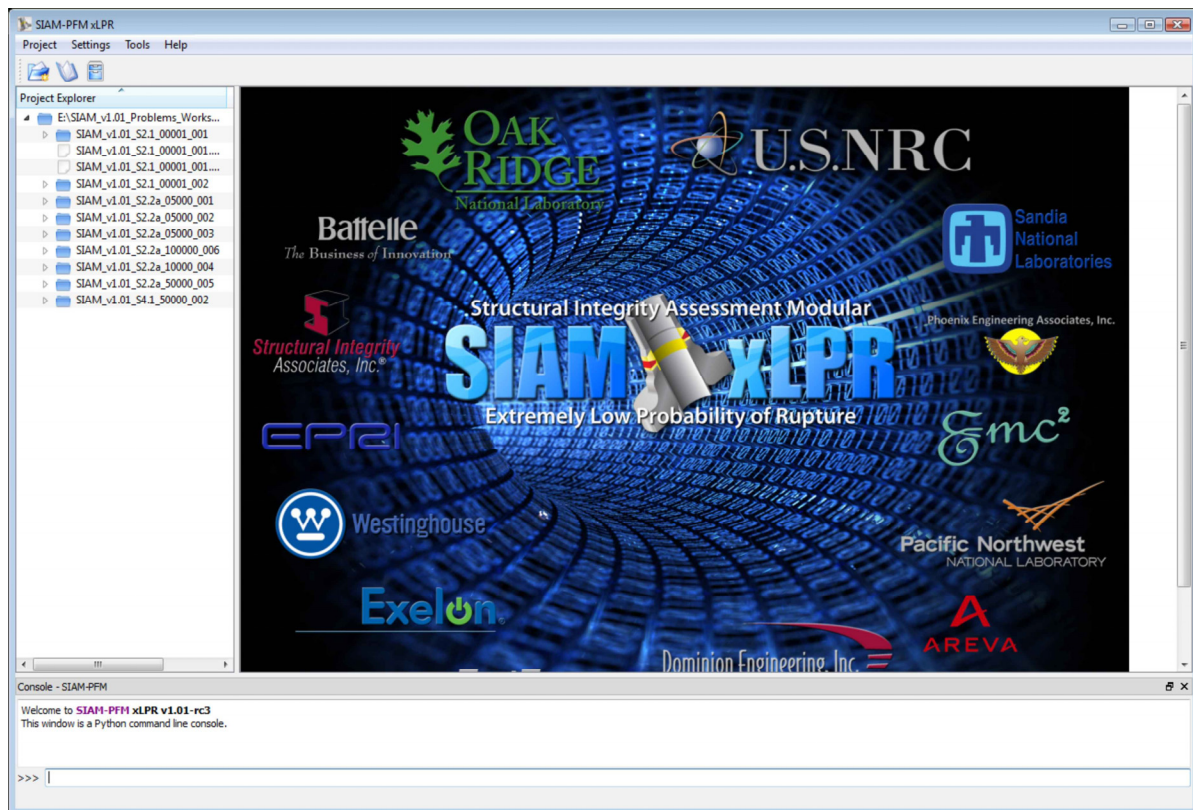 SIAM-PFM xLPR
Project Settings Tools Help
Project Explorer
E:\SIAM_v1.01_Problems_Works...
SIAM_v1.01_S2.1_00001_001
SIAM_v1.01_S2.1_00001_001....
SIAM_v1.01_S2.1_00001_001....
SIAM_v1.01_S2.1_00001_002
SIAM_v1.01_S2.2a_05000_001
SIAM_v1.01_S2.2a_05000_002
SIAM_v1.01_S2.2a_05000_003
SIAM_v1.01_S2.2a_100000_006
SIAM_v1.01_S2.2a_10000_004
SIAM_v1.01_S2.2a_50000_005
SIAM_v1.01_S4.1_50000_002
OAK
RIDGE
National Laboratory
U.S.NRC
Battelle
The Business of Innovation
Sandia
National
Laboratories
Structural Integrity
Associates, Inc.®
Structural Integrity Assessment Modular
SIAM xLPR
Extremely Low Probability of Rupture
Phoenix Engineering Associates, Inc.
EPRI
Emc²
Westinghouse
Pacific Northwest
NATIONAL LABORATORY
Exelon®
AREVA
Dominion Engineering, Inc.
Console - SIAM-PFM
Welcome to SIAM-PFM xLPR v1.01-rc3
This window is a Python command line console.
>>>